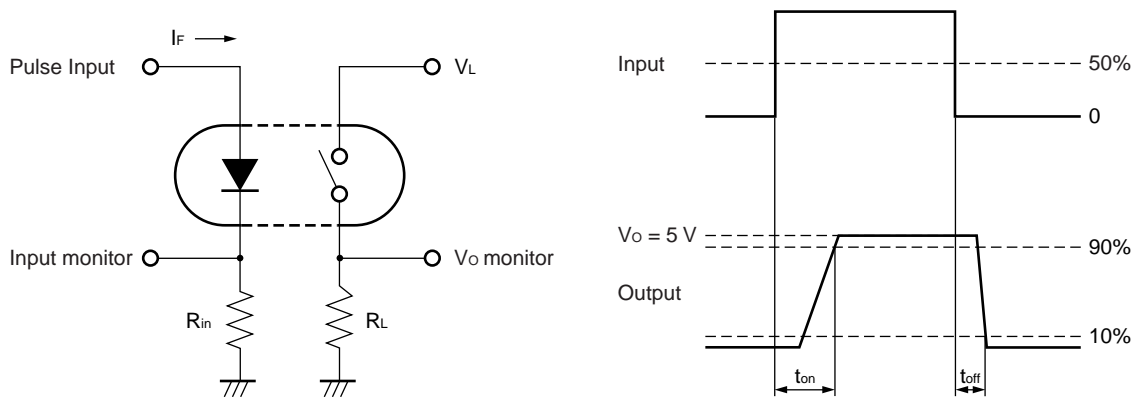 IF
Pulse Input
VL
Input monitor
VO monitor
Rin
RL
Input
50%
0
VO = 5 V
90%
Output
10%
ton
toff